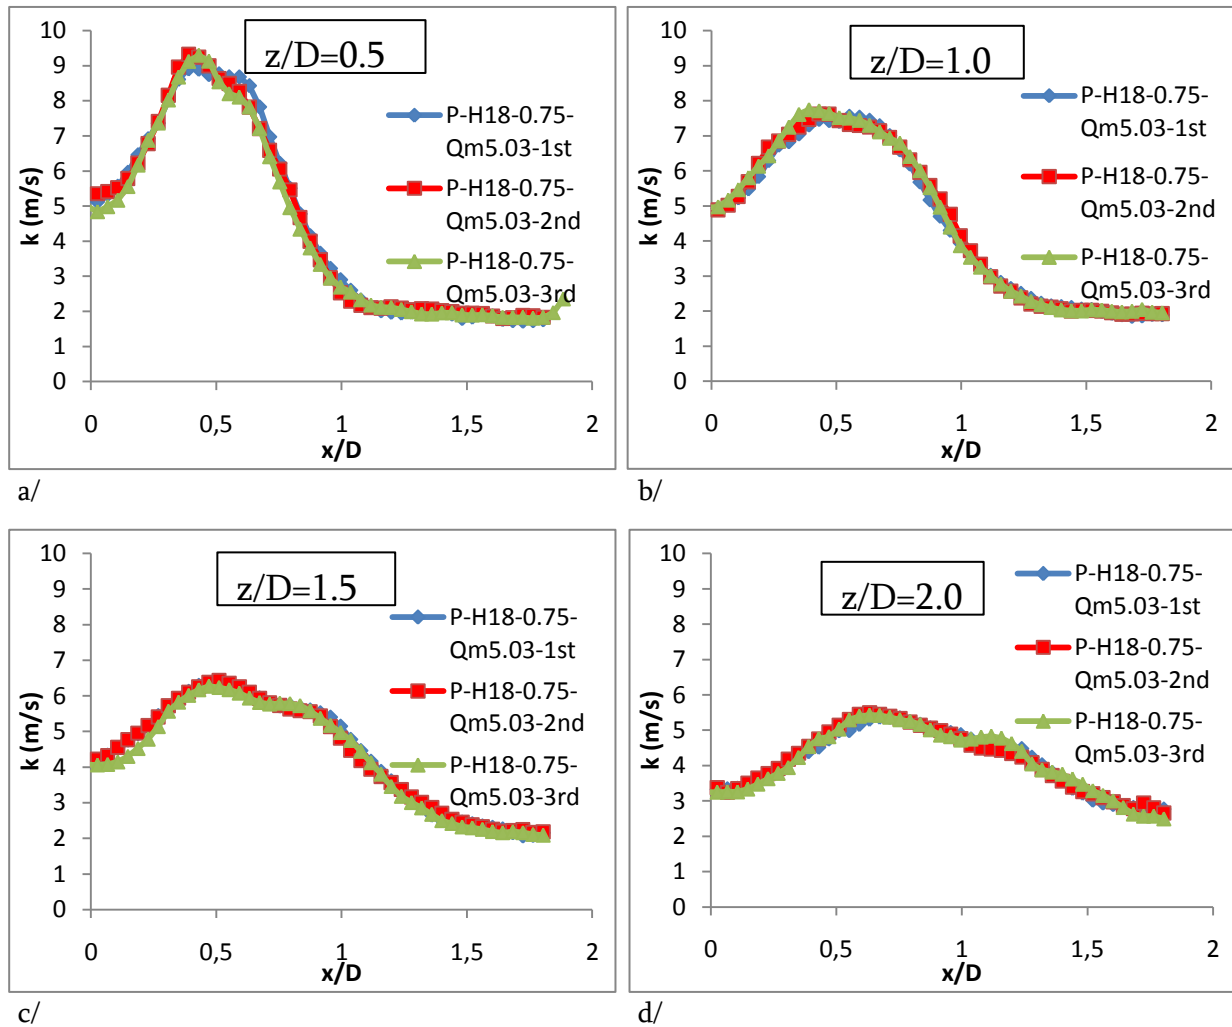 z/D=0.5
10
9
8
7
6
5
4
3
2
1
0
k (m/s)
P-H18-0.75-
Qm5.03-1st
P-H18-0.75-
Qm5.03-2nd
P-H18-0.75-
Qm5.03-3rd
0 0,5 1 1,5 2
x/D
a/
z/D=1.0
10
9
8
7
6
5
4
3
2
1
0
k (m/s)
P-H18-0.75-
Qm5.03-1st
P-H18-0.75-
Qm5.03-2nd
P-H18-0.75-
Qm5.03-3rd
0 0,5 1 1,5 2
x/D
b/
z/D=1.5
10
9
8
7
6
5
4
3
2
1
0
k (m/s)
P-H18-0.75-
Qm5.03-1st
P-H18-0.75-
Qm5.03-2nd
P-H18-0.75-
Qm5.03-3rd
0 0,5 1 1,5 2
x/D
c/
z/D=2.0
10
9
8
7
6
5
4
3
2
1
0
k (m/s)
P-H18-0.75-
Qm5.03-1st
P-H18-0.75-
Qm5.03-2nd
P-H18-0.75-
Qm5.03-3rd
0 0,5 1 1,5 2
x/D
d/